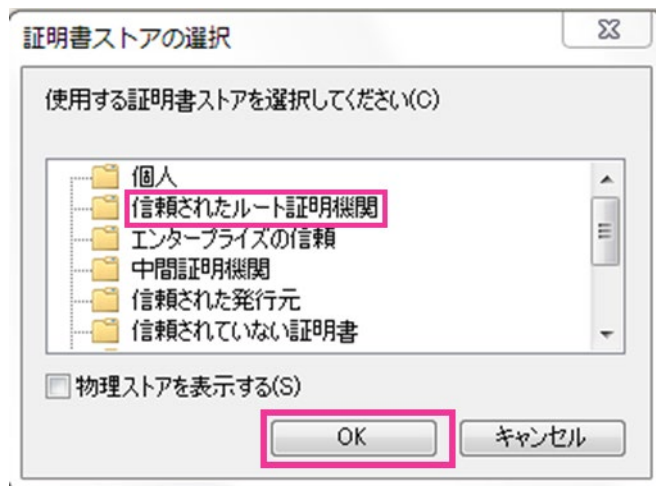 証明書ストアの選択
使用する証明書ストアを選択してください(C)
個人
信頼されたルート証明機関
エンタープライズの信頼
中間証明機関
信頼された発行元
信頼されていない証明書
物理ストアを表示する(S)
OK キャンセル